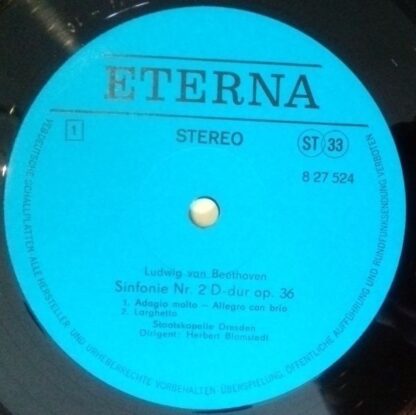 ETERNA
1
STEREO
ST 33
8 27 524
Ludwig van Beethoven
Sinfonie Nr. 2 D-dur op. 36
1. Adagio molto – Allegro con brio
2. Larghetto
Staatskapelle Dresden
Dirigent: Herbert Blomstedt
VEB DEUTSCHE SCHALLPLATTEN ALLE HERSTELLER- UND URHEBERRECHTE VORBEHALTEN · ÜBERSPIELUNG, ÖFFENTLICHE AUFFÜHRUNG UND RUNDFUNKSENDUNG VERBOTEN